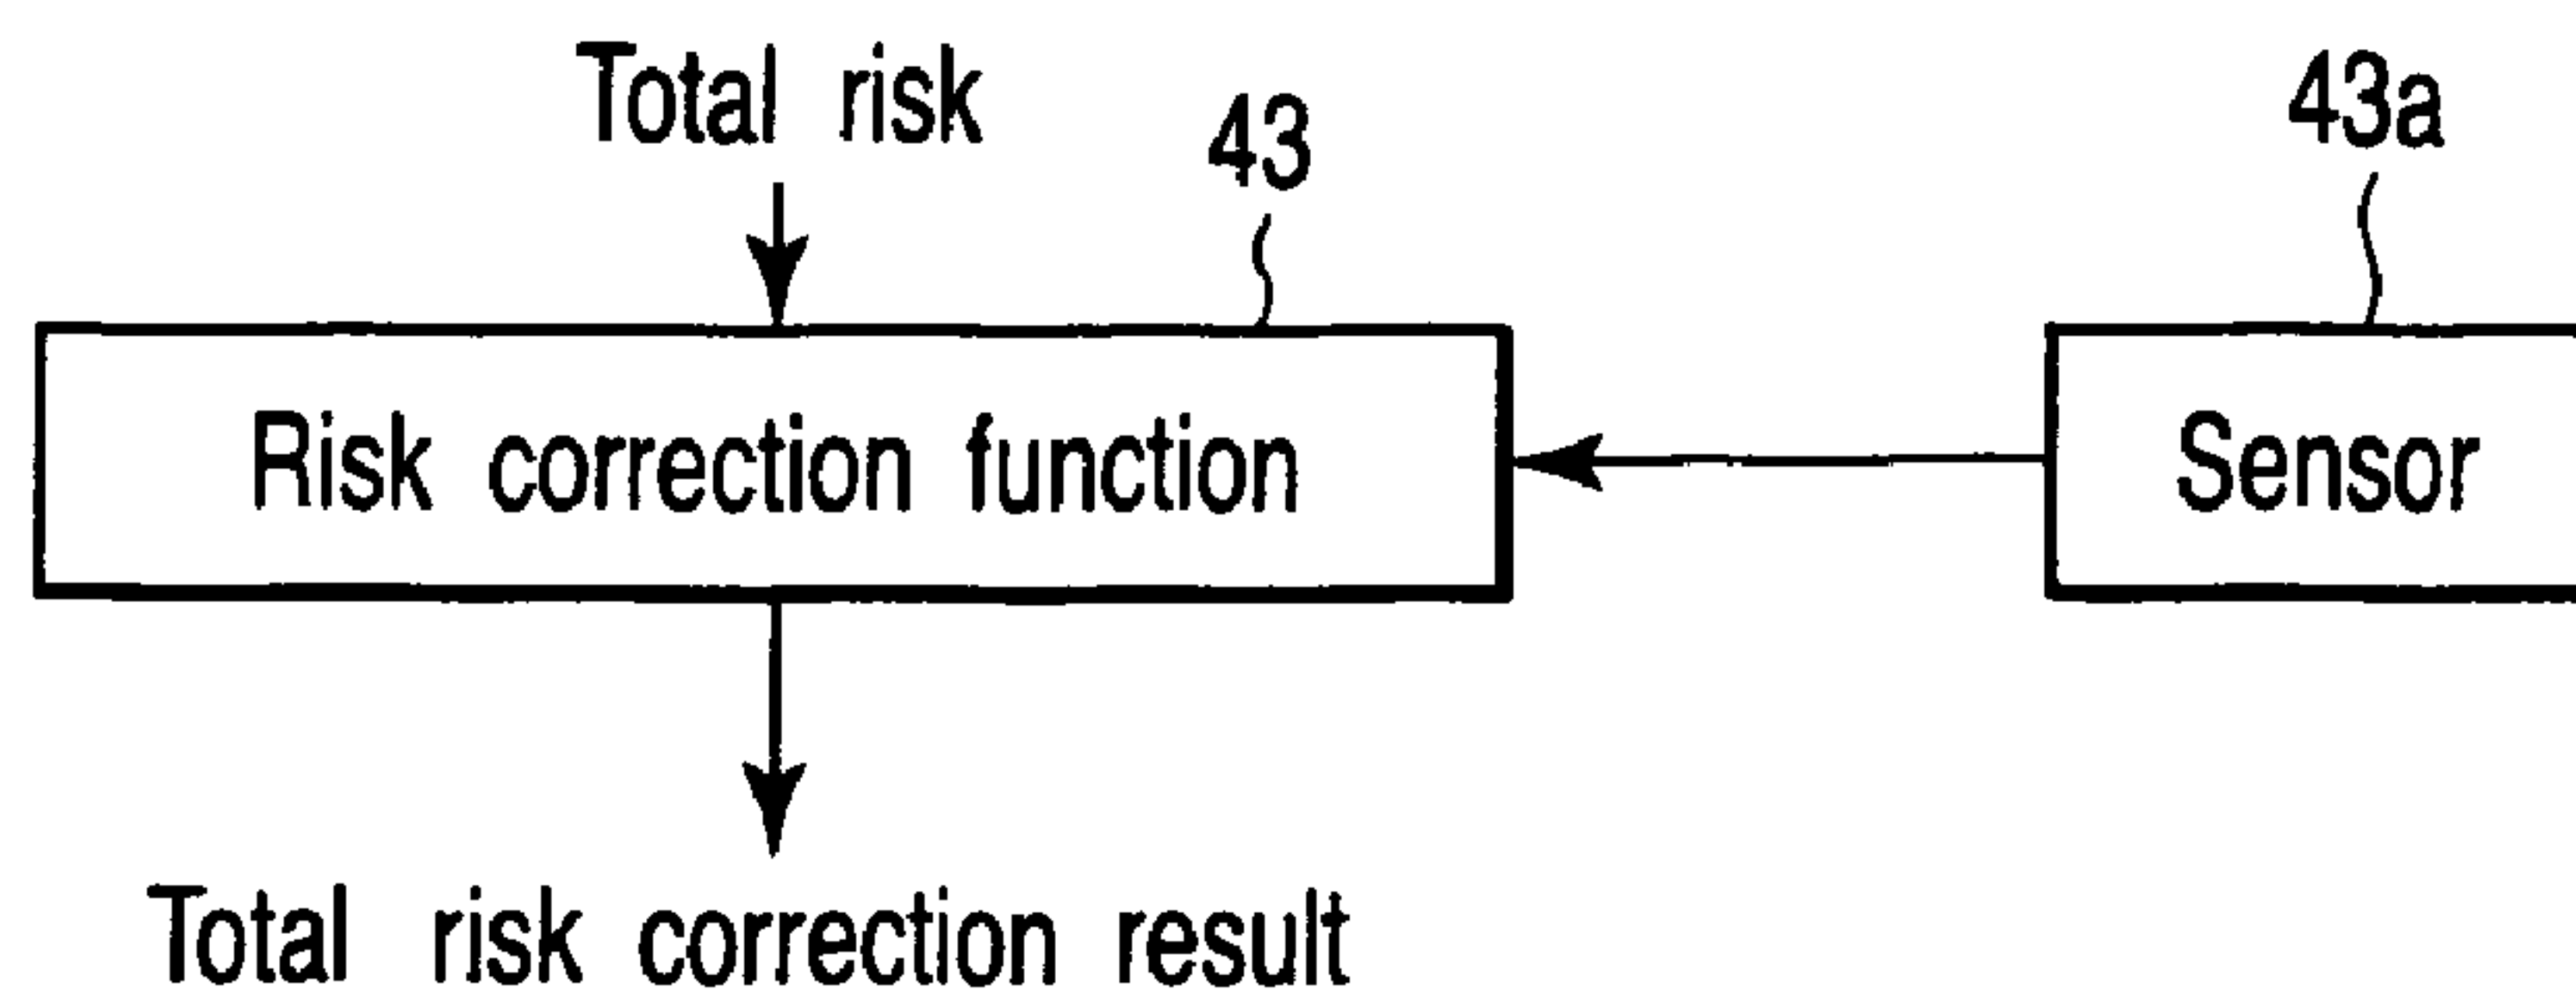 Total risk
43
43a
Risk correction function
Sensor
Total risk correction result